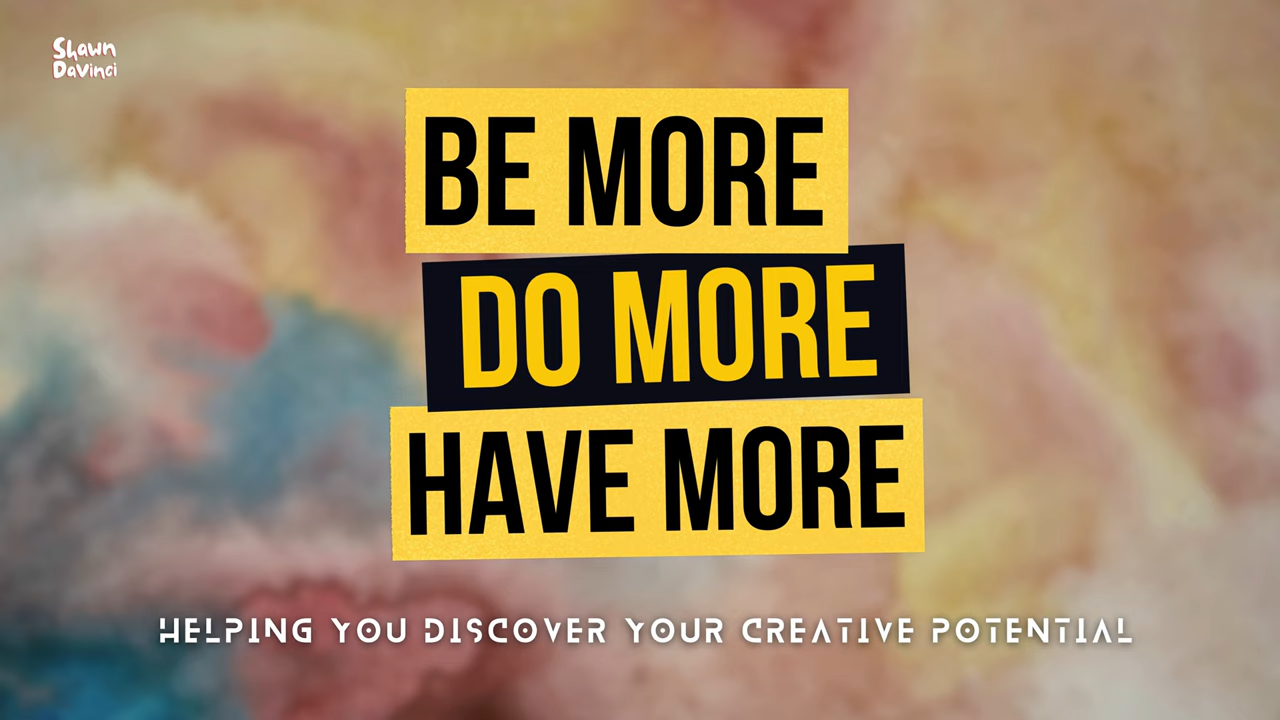 Shawn
DaVinci
BE MORE
DO MORE
HAVE MORE
HELPING YOU DISCOVER YOUR CREATIVE POTENTIAL